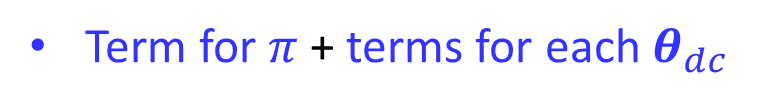 • Term for π + terms for each θ_dc